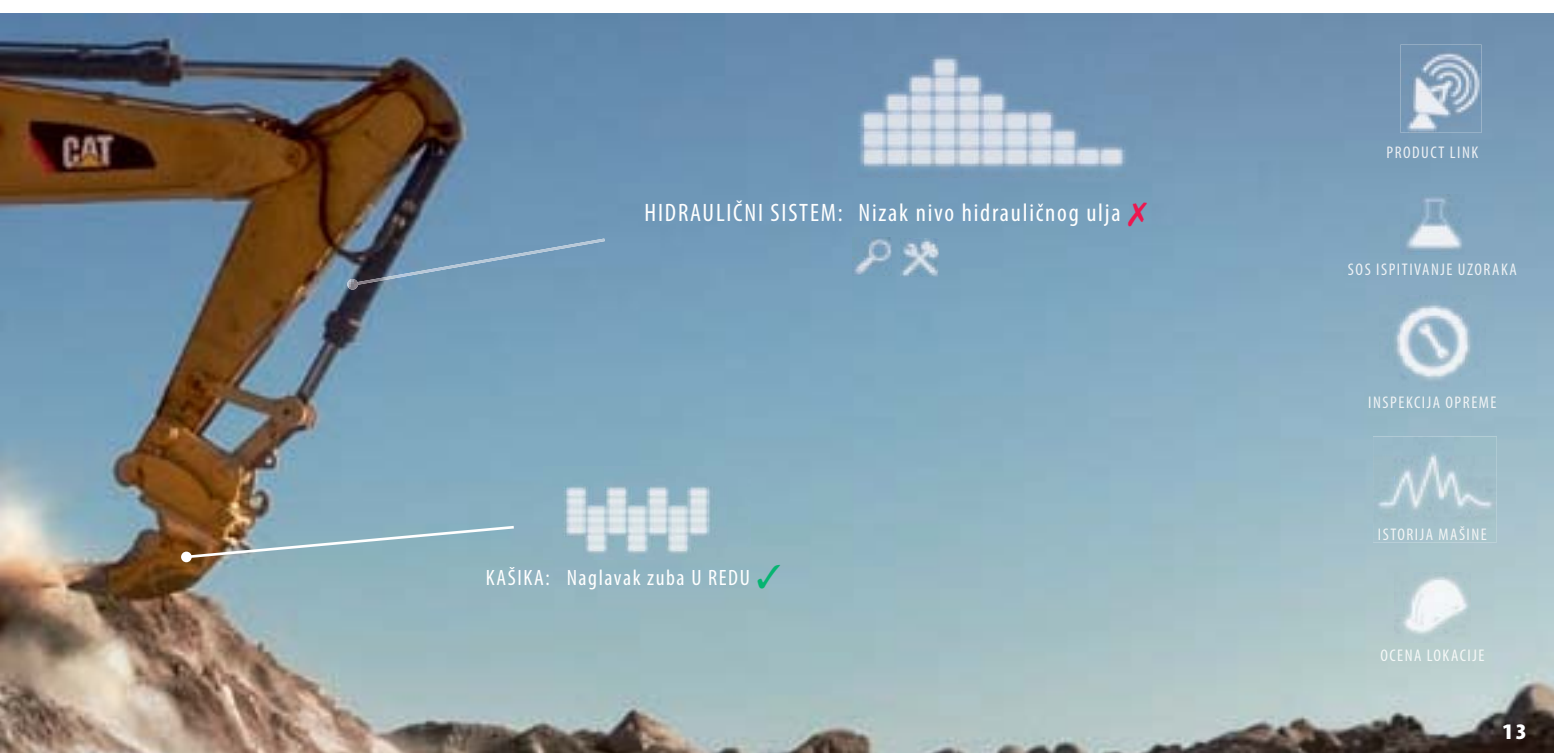 CAT
PRODUCT LINK
HIDRAULIČNI SISTEM: Nizak nivo hidrauličnog ulja ✗
SOS ISPITIVANJE UZORAKA
INSPEKCIJA OPREME
ISTORIJA MAŠINE
KAŠIKA: Naglavak zuba U REDU ✓
OCENA LOKACIJE
13